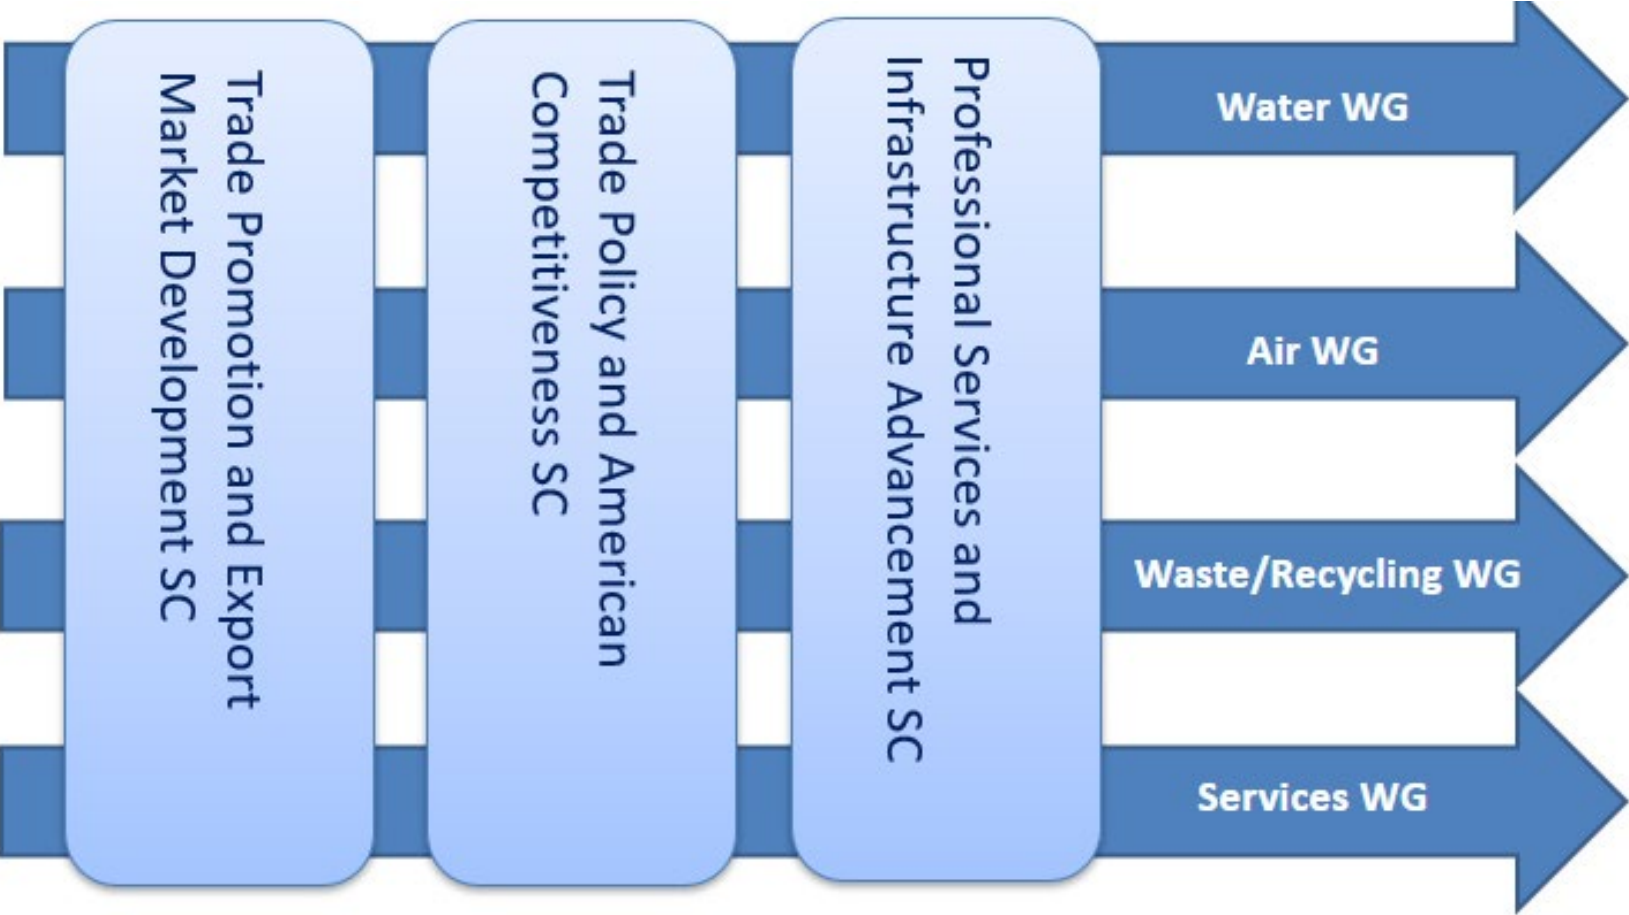 Trade Promotion and Export
Market Development SC
Trade Policy and American
Competitiveness SC
Professional Services and
Infrastructure Advancement SC
Water WG
Air WG
Waste/Recycling WG
Services WG